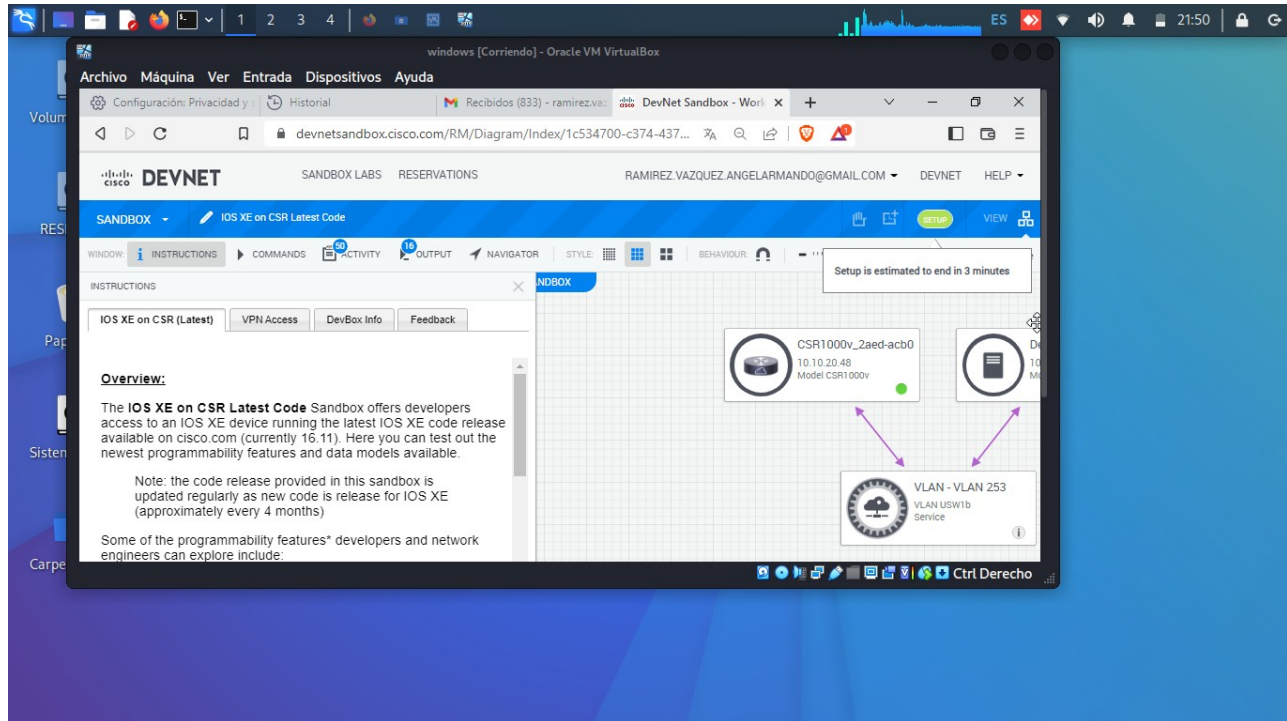 1 2 3 4
ES 21:50
windows [Corriendo] - Oracle VM VirtualBox
Archivo Máquina Ver Entrada Dispositivos Ayuda
Configuración: Privacidad y Historial Recibidos (833) - ramirez.va DevNet Sandbox - Work
devnetsandbox.cisco.com/RM/Diagram/Index/1c534700-c374-437...
cisco DEVNET SANDBOX LABS RESERVATIONS RAMIREZ.VAZQUEZ.ANGELARMANDO@GMAIL.COM DEVNET HELP
SANDBOX IOS XE on CSR Latest Code SETUP VIEW
WINDOW: INSTRUCTIONS COMMANDS 50 ACTIVITY 16 OUTPUT NAVIGATOR STYLE: BEHAVIOUR:
Setup is estimated to end in 3 minutes
INSTRUCTIONS
NDBOX
IOS XE on CSR (Latest) VPN Access DevBox Info Feedback
Overview:
The IOS XE on CSR Latest Code Sandbox offers developers
access to an IOS XE device running the latest IOS XE code release
available on cisco.com (currently 16.11). Here you can test out the
newest programmability features and data models available.
Note: the code release provided in this sandbox is
updated regularly as new code is release for IOS XE
(approximately every 4 months)
Some of the programmability features* developers and network
engineers can explore include:
CSR1000v_2aed-acb0
10.10.20.48
Model CSR1000v
De
10
Mo
VLAN - VLAN 253
VLAN USW1b
Service
Ctrl Derecho
Volum
RES
Pap
Sisten
Carpe